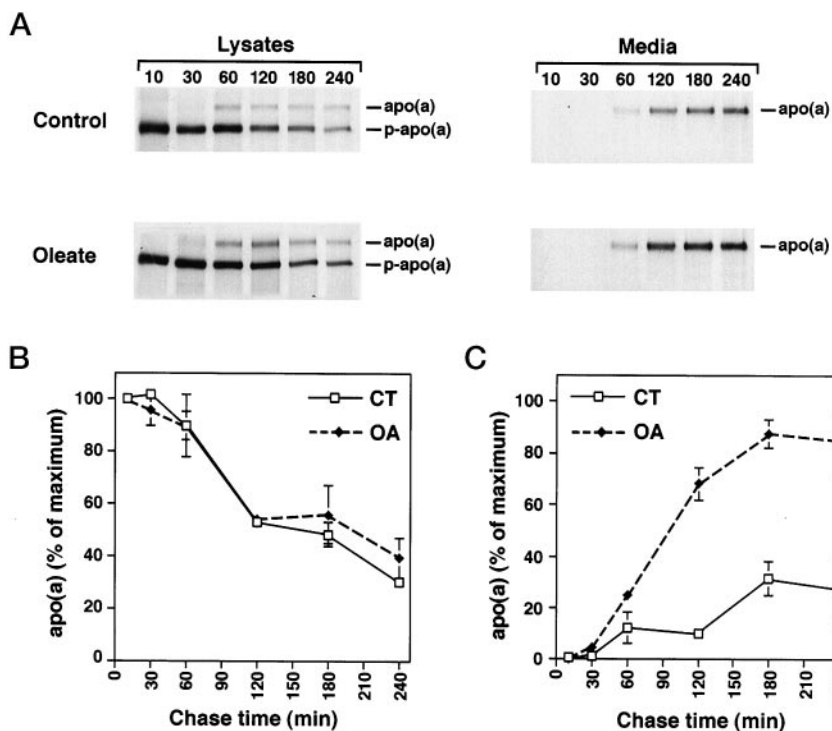 A
Lysates
10 30 60 120 180 240
Control
apo(a)
p-apo(a)
Media
10 30 60 120 180 240
apo(a)
Oleate
apo(a)
p-apo(a)
apo(a)
B
apo(a) (% of maximum)
100
80
60
40
20
0
CT
OA
0 30 60 90 120 150 180 210 240
Chase time (min)
C
apo(a) (% of maximum)
100
80
60
40
20
0
CT
OA
0 30 60 90 120 150 180 210
Chase time (min)